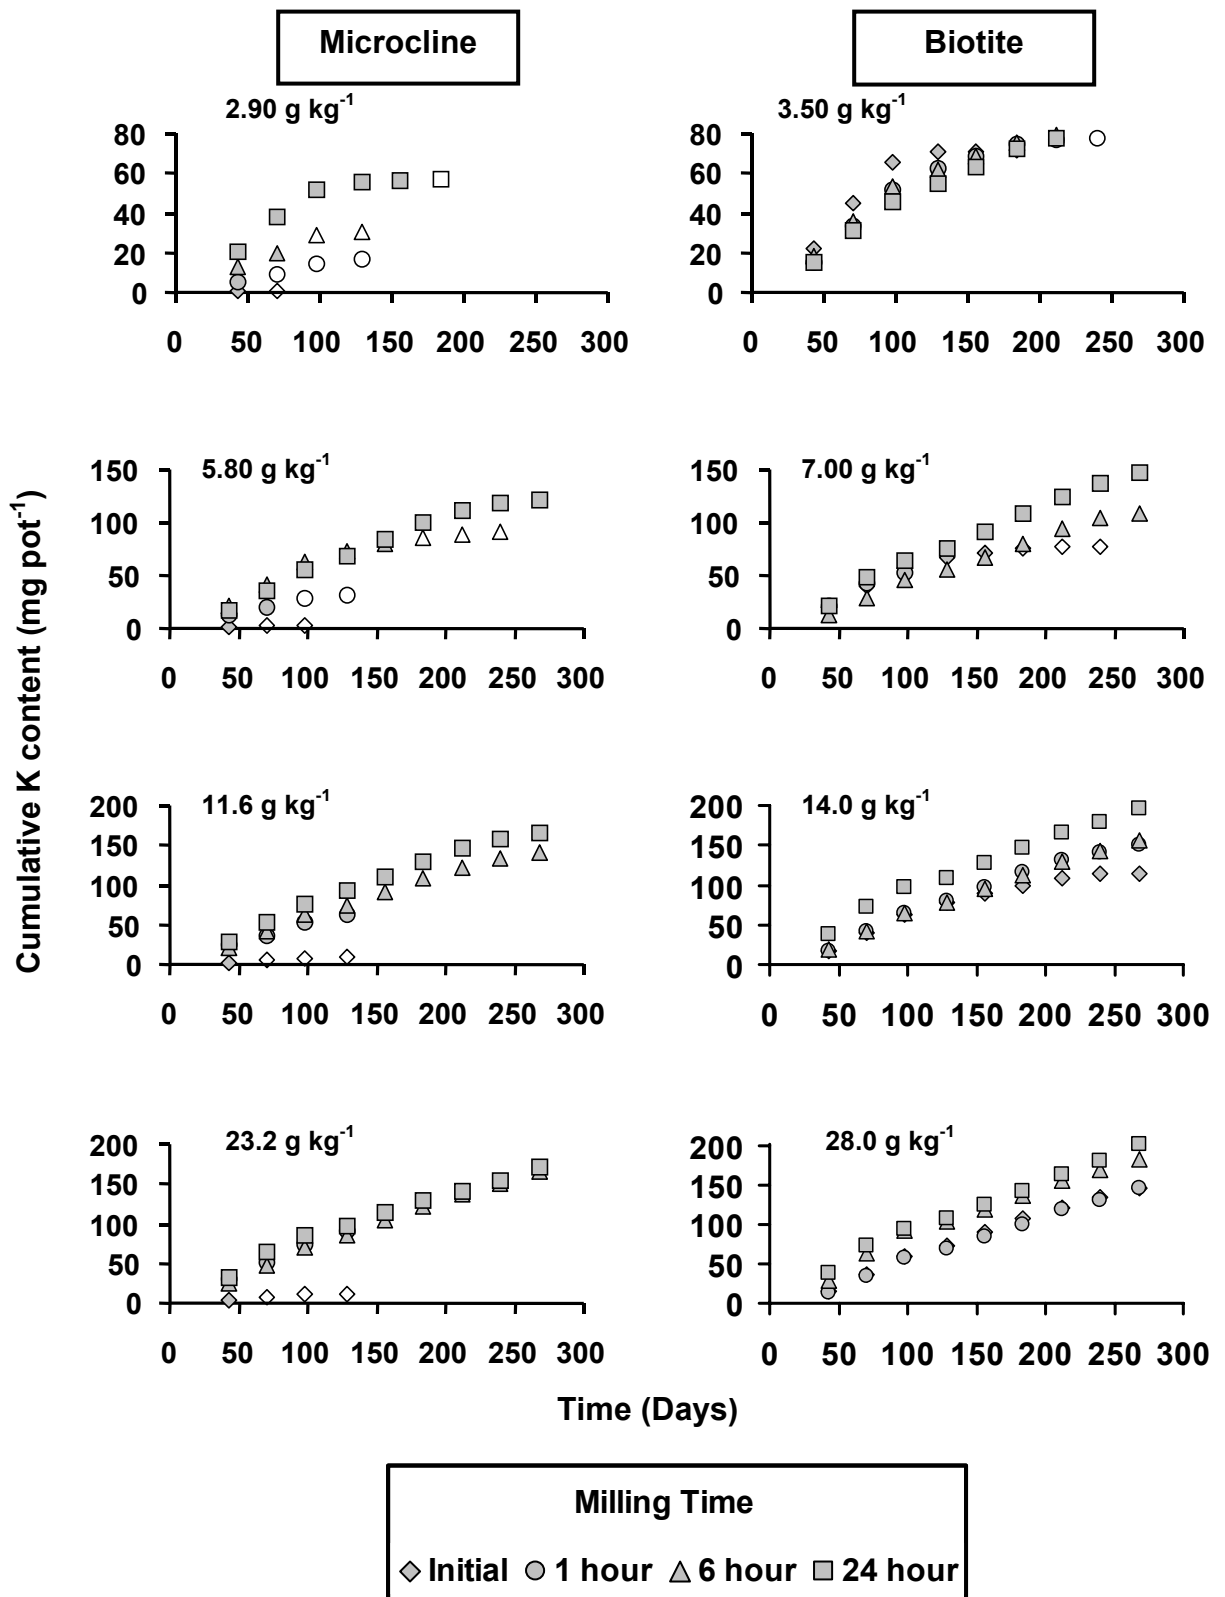 Microcline
Biotite
2.90 g kg⁻¹
3.50 g kg⁻¹
80
60
40
20
0
0 50 100 150 200 250 300
80
60
40
20
0
0 50 100 150 200 250 300
Cumulative K content (mg pot⁻¹)
5.80 g kg⁻¹
7.00 g kg⁻¹
150
100
50
0
0 50 100 150 200 250 300
150
100
50
0
0 50 100 150 200 250 300
11.6 g kg⁻¹
14.0 g kg⁻¹
200
150
100
50
0
0 50 100 150 200 250 300
200
150
100
50
0
0 50 100 150 200 250 300
23.2 g kg⁻¹
28.0 g kg⁻¹
200
150
100
50
0
0 50 100 150 200 250 300
200
150
100
50
0
0 50 100 150 200 250 300
Time (Days)
Milling Time
Initial 1 hour 6 hour 24 hour